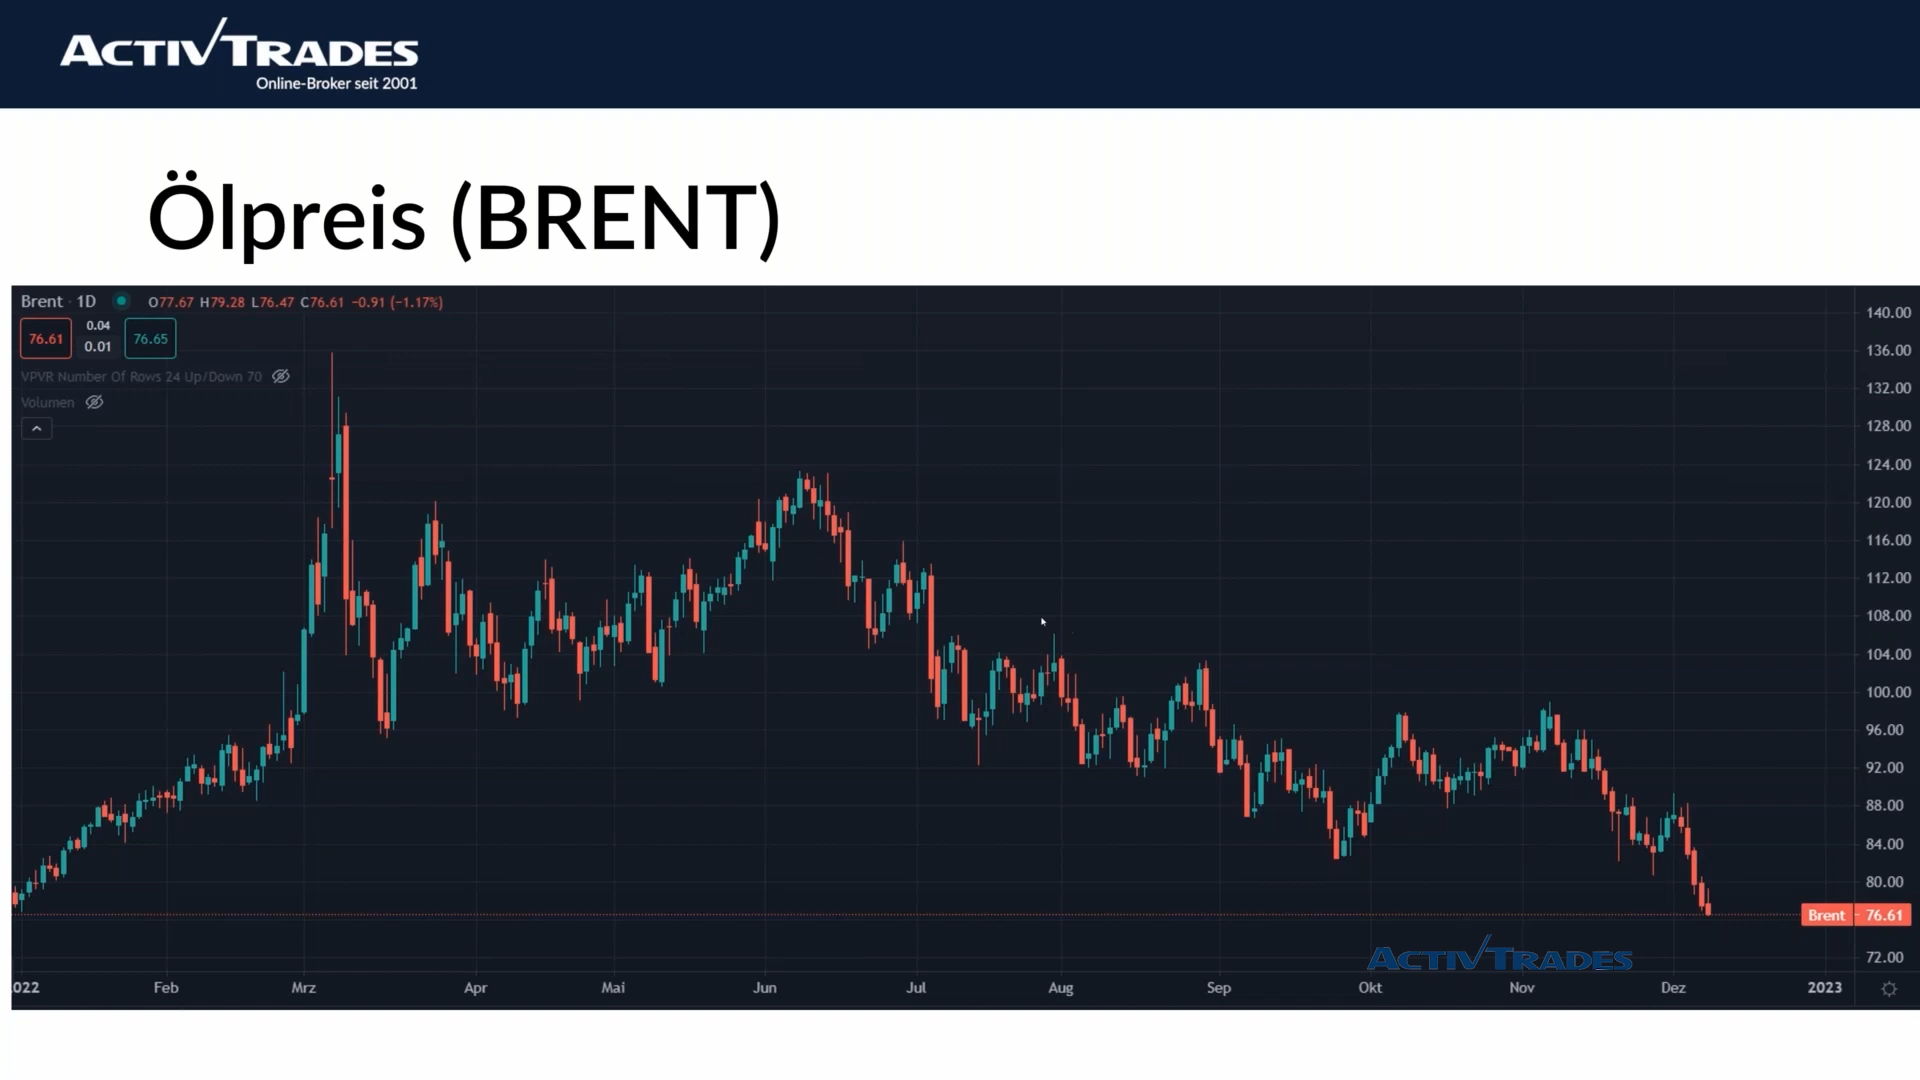 ACTIVTRADES
Online-Broker seit 2001
Ölpreis (BRENT)
Brent · 1D O77.67 H79.28 L76.47 C76.61 −0.91 (−1.17%)
76.61 0.04 0.01 76.65
VPVR Number Of Rows 24 Up/Down 70
Volumen
140.00
136.00
132.00
128.00
124.00
120.00
116.00
112.00
108.00
104.00
100.00
96.00
92.00
88.00
84.00
80.00
Brent 76.61
72.00
ACTIVTRADES
022 Feb Mrz Apr Mai Jun Jul Aug Sep Okt Nov Dez 2023